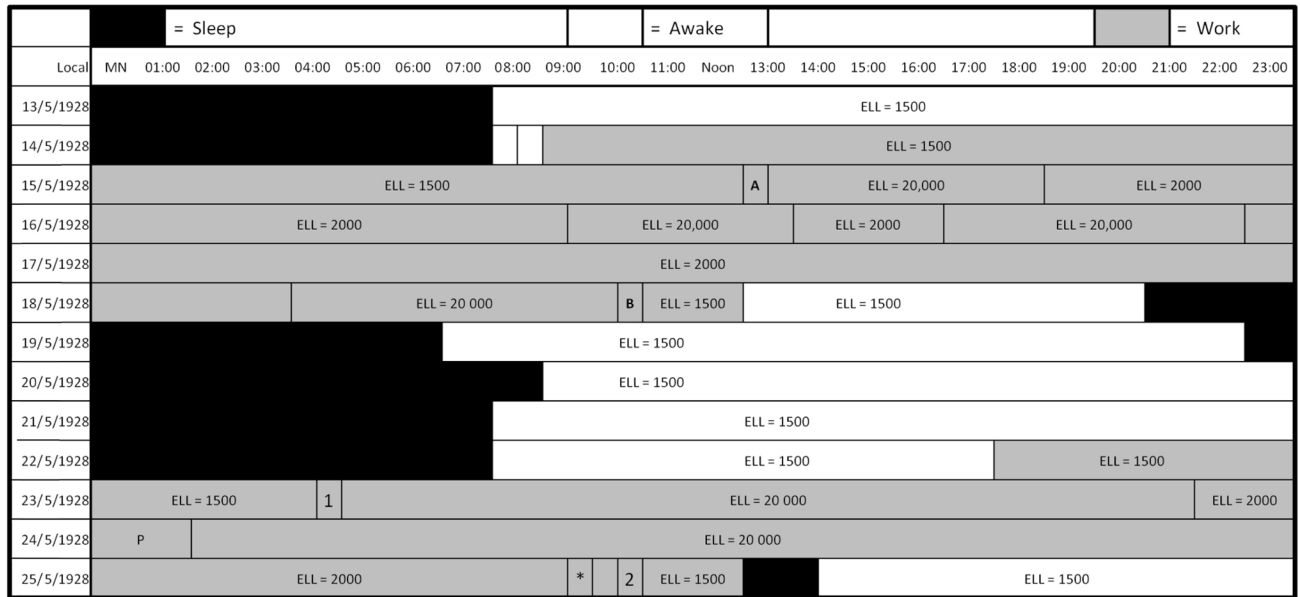 = Sleep = Awake = Work
Local MN 01:00 02:00 03:00 04:00 05:00 06:00 07:00 08:00 09:00 10:00 11:00 Noon 13:00 14:00 15:00 16:00 17:00 18:00 19:00 20:00 21:00 22:00 23:00
13/5/1928 ELL = 1500
14/5/1928 ELL = 1500
15/5/1928 ELL = 1500 A ELL = 20,000 ELL = 2000
16/5/1928 ELL = 2000 ELL = 20,000 ELL = 2000 ELL = 20,000
17/5/1928 ELL = 2000
18/5/1928 ELL = 20 000 B ELL = 1500 ELL = 1500
19/5/1928 ELL = 1500
20/5/1928 ELL = 1500
21/5/1928 ELL = 1500
22/5/1928 ELL = 1500 ELL = 1500
23/5/1928 ELL = 1500 1 ELL = 20 000 ELL = 2000
24/5/1928 P ELL = 20 000
25/5/1928 ELL = 2000 * 2 ELL = 1500 ELL = 1500